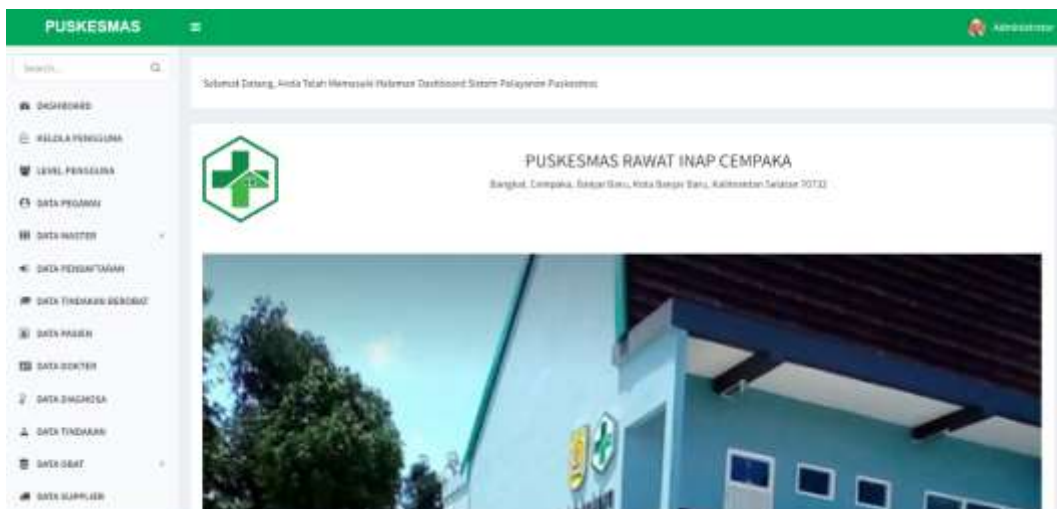 PUSKESMAS
Administrator
Search...
Selamat Datang, Anda Telah Memasuki Halaman Dashboard Sistem Pelayanan Puskesmas
DASHBOARD
KELOLA PENGGUNA
LEVEL PENGGUNA
DATA PEGAWAI
DATA MASTER
DATA PENDAFTARAN
DATA TINDAKAN BEROBAT
DATA PASIEN
DATA DOKTER
DATA DIAGNOSA
DATA TINDAKAN
DATA OBAT
DATA SUPPLIER
PUSKESMAS RAWAT INAP CEMPAKA
Bangkal, Cempaka, Banjar Baru, Kota Banjar Baru, Kalimantan Selatan 70732